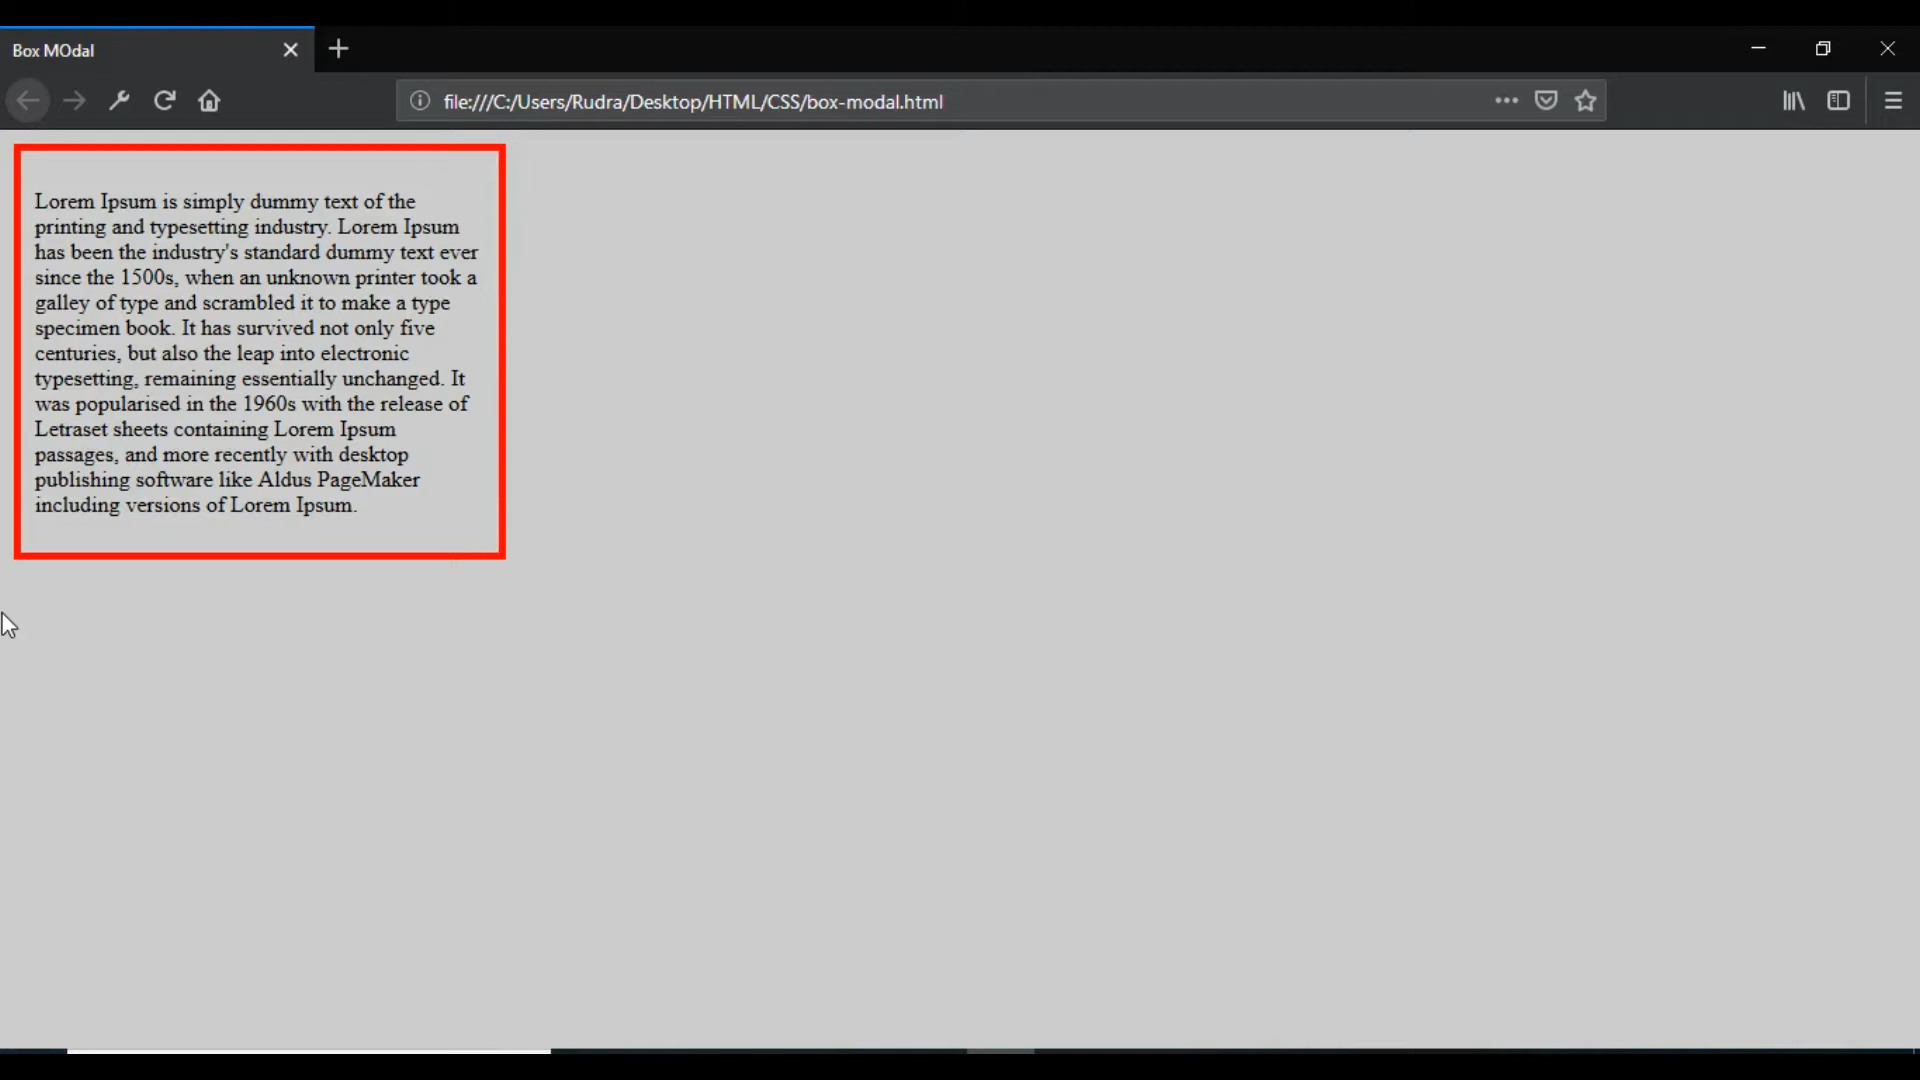 Box MOdal
file:///C:/Users/Rudra/Desktop/HTML/CSS/box-modal.html
Lorem Ipsum is simply dummy text of the
printing and typesetting industry. Lorem Ipsum
has been the industry's standard dummy text ever
since the 1500s, when an unknown printer took a
galley of type and scrambled it to make a type
specimen book. It has survived not only five
centuries, but also the leap into electronic
typesetting, remaining essentially unchanged. It
was popularised in the 1960s with the release of
Letraset sheets containing Lorem Ipsum
passages, and more recently with desktop
publishing software like Aldus PageMaker
including versions of Lorem Ipsum.